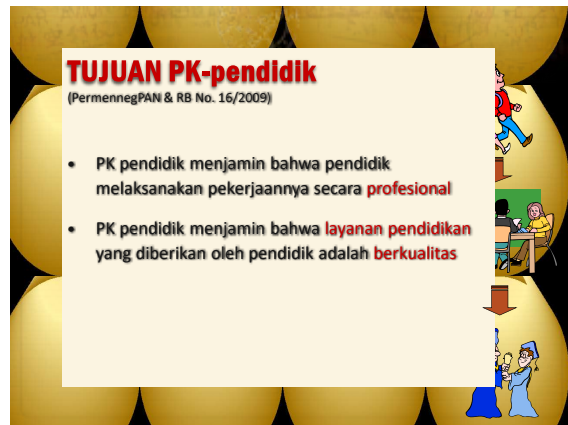 TUJUAN PK-pendidik
(PermennegPAN & RB No. 16/2009)
• PK pendidik menjamin bahwa pendidik
melaksanakan pekerjaannya secara profesional
• PK pendidik menjamin bahwa layanan pendidikan
yang diberikan oleh pendidik adalah berkualitas